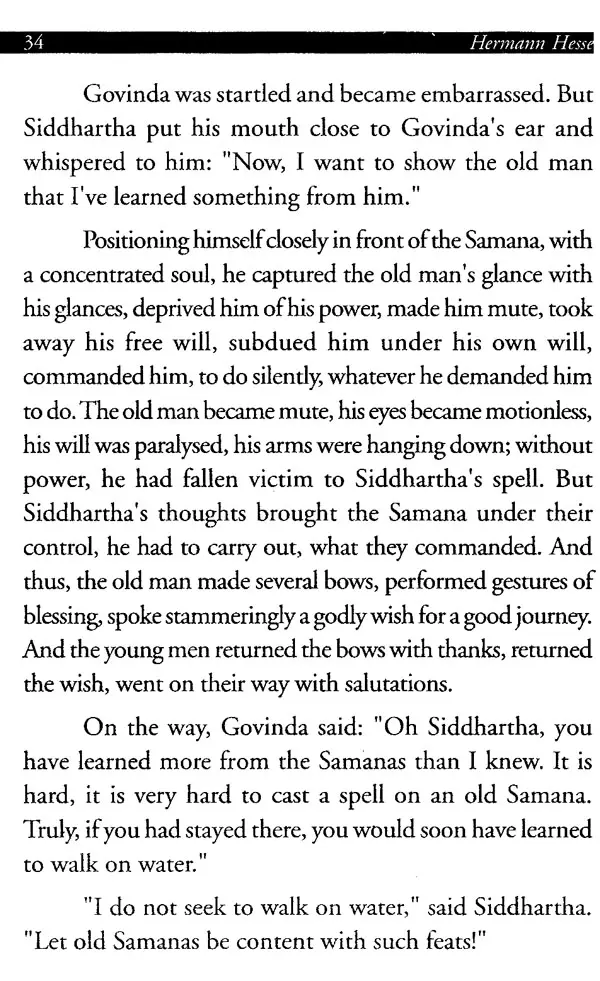 34 Hermann Hesse
Govinda was startled and became embarrassed. But
Siddhartha put his mouth close to Govinda's ear and
whispered to him: "Now, I want to show the old man
that I've learned something from him."
Positioning himself closely in front of the Samana, with
a concentrated soul, he captured the old man's glance with
his glances, deprived him of his power, made him mute, took
away his free will, subdued him under his own will,
commanded him, to do silently, whatever he demanded him
to do. The old man became mute, his eyes became motionless,
his will was paralysed, his arms were hanging down; without
power, he had fallen victim to Siddhartha's spell. But
Siddhartha's thoughts brought the Samana under their
control, he had to carry out, what they commanded. And
thus, the old man made several bows, performed gestures of
blessing, spoke stammeringly a godly wish for a good journey.
And the young men returned the bows with thanks, returned
the wish, went on their way with salutations.
On the way, Govinda said: "Oh Siddhartha, you
have learned more from the Samanas than I knew. It is
hard, it is very hard to cast a spell on an old Samana.
Truly, if you had stayed there, you would soon have learned
to walk on water."
"I do not seek to walk on water," said Siddhartha.
"Let old Samanas be content with such feats!"